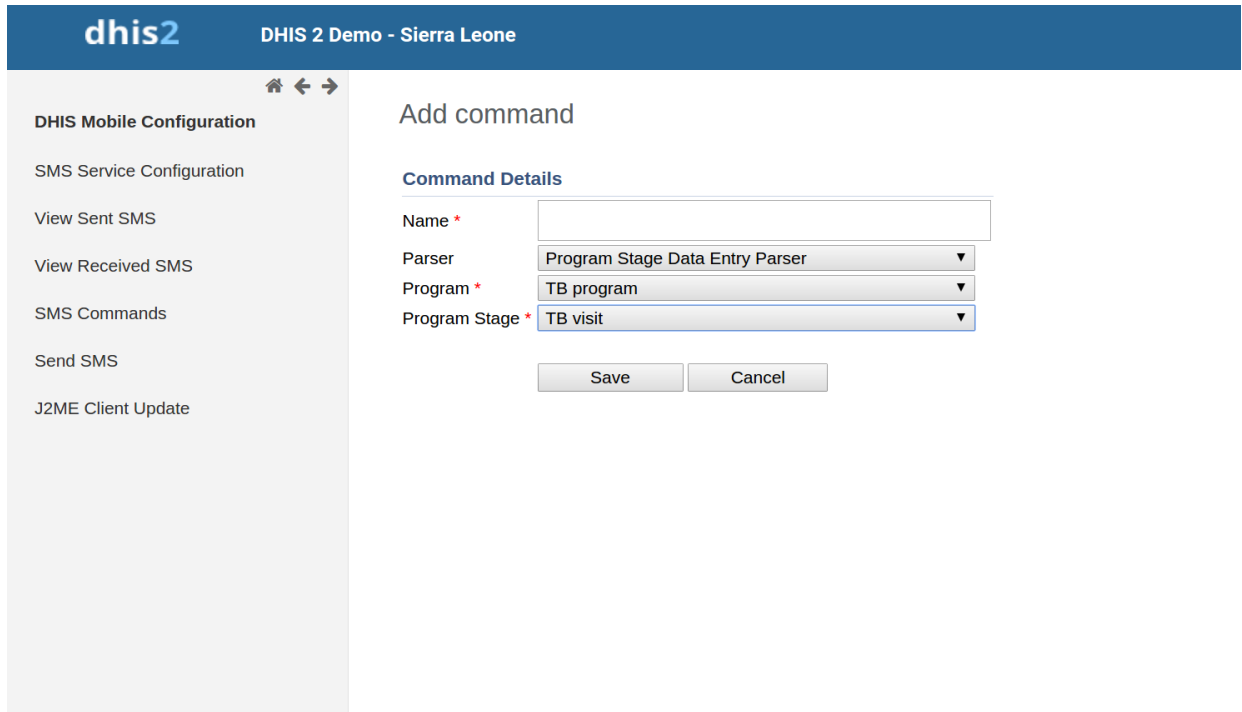 dhis2 DHIS 2 Demo - Sierra Leone
DHIS Mobile Configuration
SMS Service Configuration
View Sent SMS
View Received SMS
SMS Commands
Send SMS
J2ME Client Update
Add command
Command Details
Name *
Parser Program Stage Data Entry Parser
Program * TB program
Program Stage * TB visit
Save Cancel